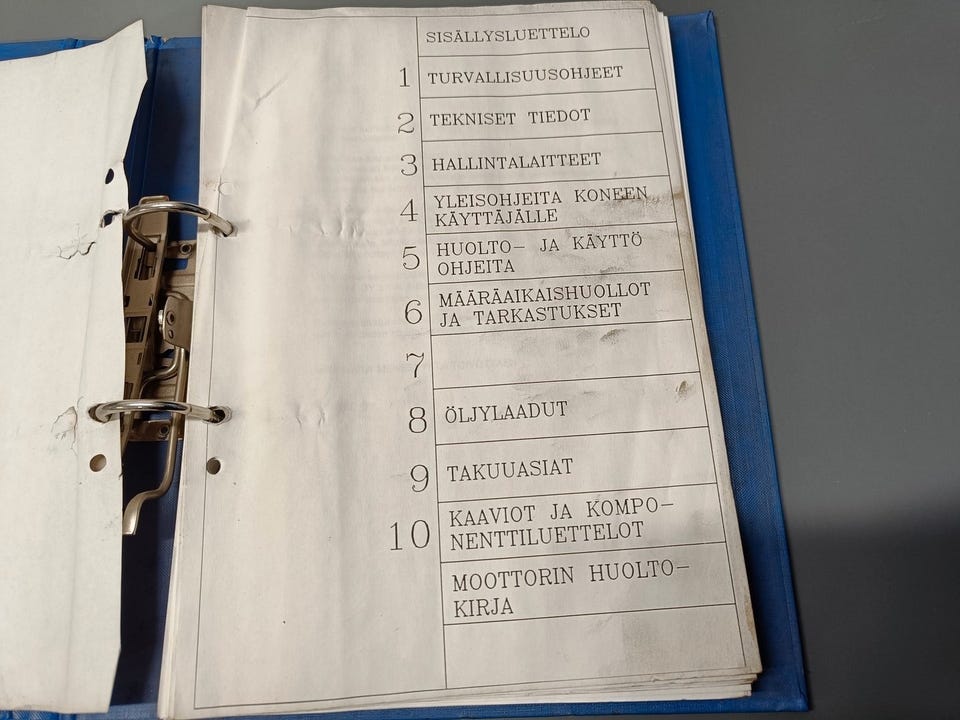 SISÄLLYSLUETTELO
1 TURVALLISUUSOHJEET
2 TEKNISET TIEDOT
3 HALLINTALAITTEET
4 YLEISOHJEITA KONEEN
KÄYTTÄJÄLLE
5 HUOLTO- JA KÄYTTÖ
OHJEITA
6 MÄÄRÄAIKAISHUOLLOT
JA TARKASTUKSET
7
8 ÖLJYLAADUT
9 TAKUUASIAT
10 KAAVIOT JA KOMPO-
NENTTILUETTELOT
MOOTTORIN HUOLTO-
KIRJA